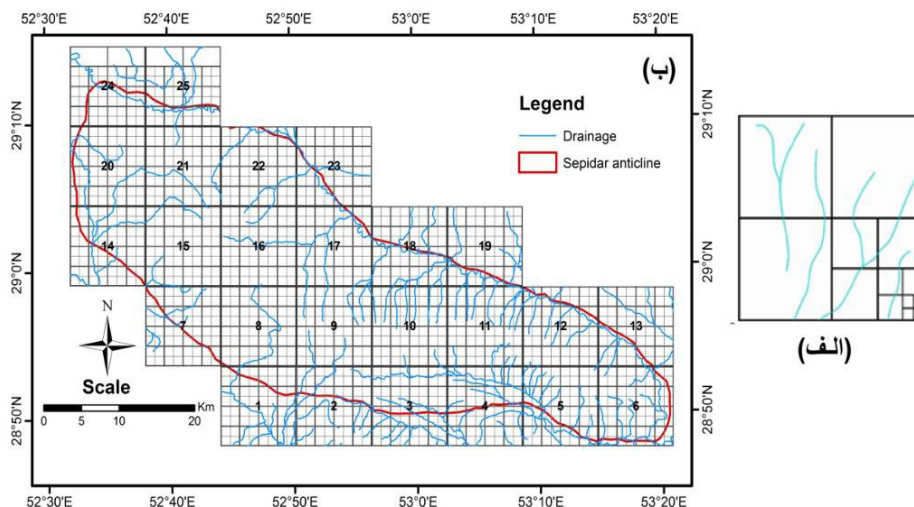 52°30'E 52°40'E 52°50'E 53°0'E 53°10'E 53°20'E
(ب)
24 25
29°10'N 29°10'N
Legend
Drainage
Sepidar anticline
20 21 22 23
14 15 16 17 18 19
29°0'N 29°0'N
7 8 9 10 11 12 13
N
(الف)
Scale
0 5 10 20 Km
1 2 3 4 5 6
28°50'N 28°50'N
52°30'E 52°40'E 52°50'E 53°0'E 53°10'E 53°20'E